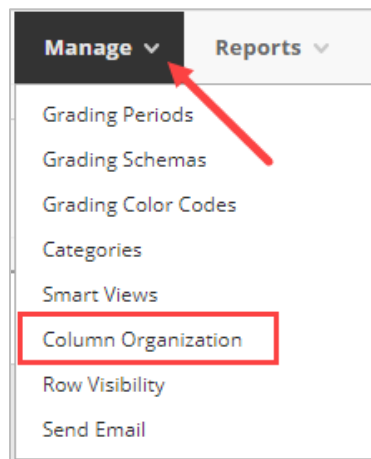 Manage Reports
Grading Periods
Grading Schemas
Grading Color Codes
Categories
Smart Views
Column Organization
Row Visibility
Send Email